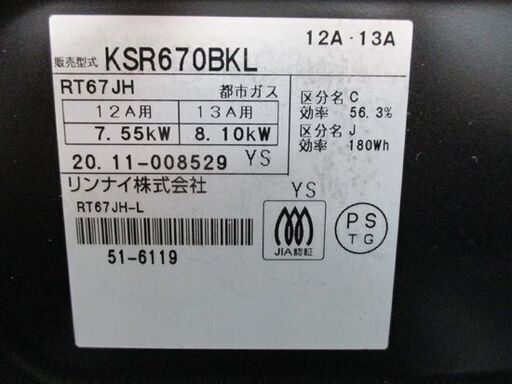 12A・13A
販売型式 KSR670BKL
RT67JH 都市ガス
12A用 13A用
7.55kW 8.10kW
区分名 C
効率 56.3%
区分名 J
効率 180Wh
20.11-008529 YS
リンナイ株式会社
YS
RT67JH-L
51-6119
JIA認証
PS
TG